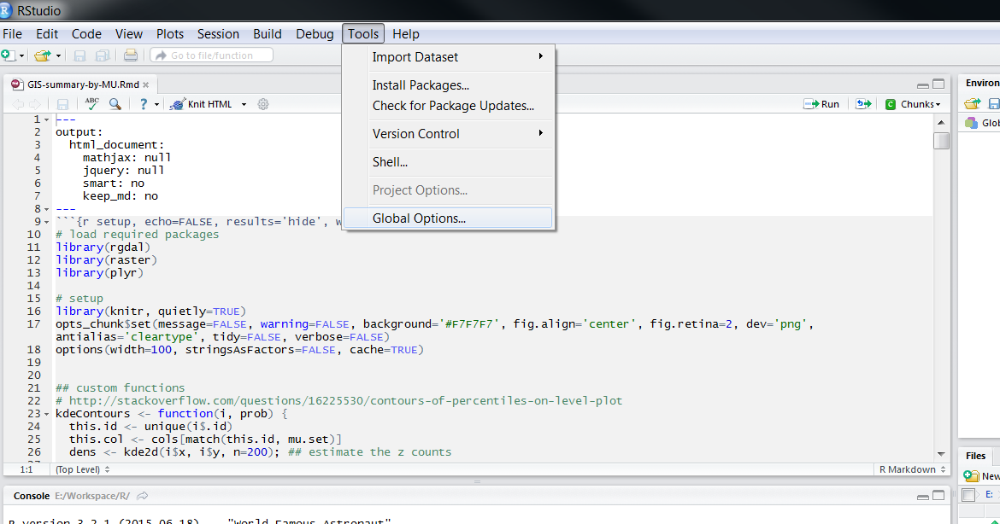 RStudio
File Edit Code View Plots Session Build Debug Tools Help
Go to file/function
Import Dataset
Install Packages...
Check for Package Updates...
Version Control
Shell...
Project Options...
Global Options...
GIS-summary-by-MU.Rmd
ABC ? Knit HTML Run Chunks
1 ---
2 output:
3 html_document:
4 mathjax: null
5 jquery: null
6 smart: no
7 keep_md: no
8 ---
9 ```{r setup, echo=FALSE, results='hide',
10 # load required packages
11 library(rgdal)
12 library(raster)
13 library(plyr)
14
15 # setup
16 library(knitr, quietly=TRUE)
17 opts_chunk$set(message=FALSE, warning=FALSE, background='#F7F7F7', fig.align='center', fig.retina=2, dev='png',
antialias='cleartype', tidy=FALSE, verbose=FALSE)
18 options(width=100, stringsAsFactors=FALSE, cache=TRUE)
19
20
21 ## custom functions
22 # http://stackoverflow.com/questions/16225530/contours-of-percentiles-on-level-plot
23 kdeContours <- function(i, prob) {
24 this.id <- unique(i$.id)
25 this.col <- cols[match(this.id, mu.set)]
26 dens <- kde2d(i$x, i$y, n=200); ## estimate the z counts
1:1 (Top Level) R Markdown
Console E:/Workspace/R/
R version 3.2.1 (2015-06-18) -- "World-Famous Astronaut"
Environ
Glob
Files
New
E: